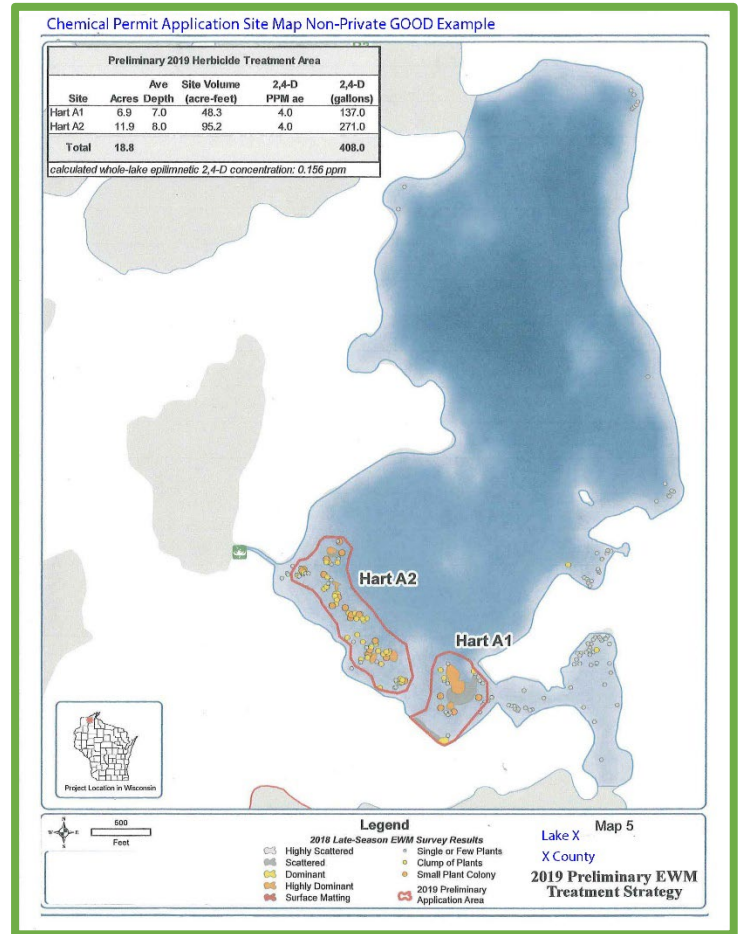 Chemical Permit Application Site Map Non-Private GOOD Example
Preliminary 2019 Herbicide Treatment Area
Site Acres Ave Depth Site Volume (acre-feet) 2,4-D PPM ae 2,4-D (gallons)
Hart A1 6.9 7.0 48.3 4.0 137.0
Hart A2 11.9 8.0 95.2 4.0 271.0
Total 18.8 408.0
calculated whole-lake epilimnetic 2,4-D concentration: 0.156 ppm
Hart A2
Hart A1
Project Location in Wisconsin
500
Feet
Legend
2018 Late-Season EWM Survey Results
Highly Scattered
Scattered
Dominant
Highly Dominant
Surface Matting
Single or Few Plants
Clump of Plants
Small Plant Colony
2019 Preliminary
Application Area
Map 5
Lake X
X County
2019 Preliminary EWM
Treatment Strategy